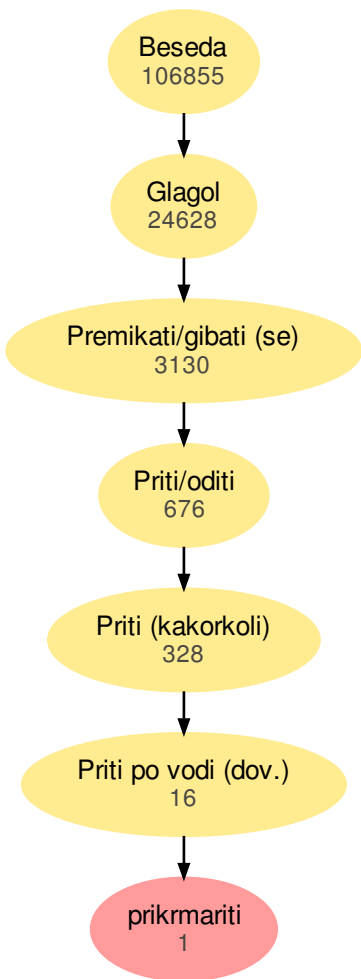 Beseda
106855
Glagol
24628
Premikati/gibati (se)
3130
Priti/oditi
676
Priti (kakorkoli)
328
Priti po vodi (dov.)
16
prikrmariti
1